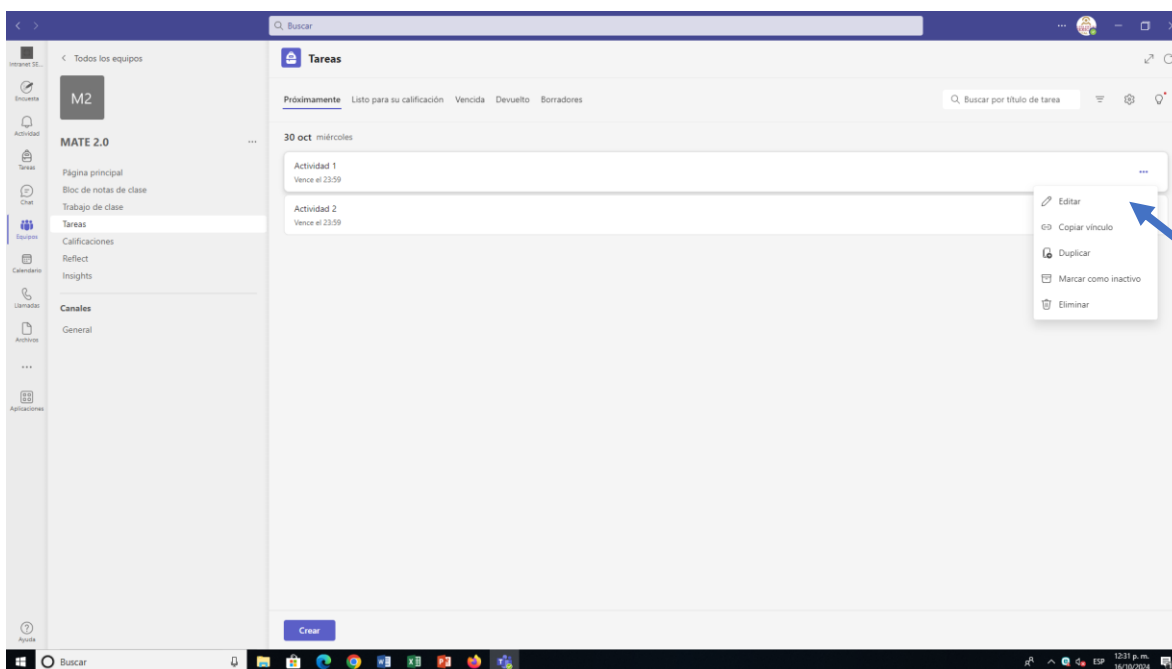 Buscar
Intranet SE...
Encuesta
Actividad
Tareas
Chat
Equipos
Calendario
Llamadas
Archivos
Aplicaciones
Ayuda
Todos los equipos
M2
MATE 2.0
Página principal
Bloc de notas de clase
Trabajo de clase
Tareas
Calificaciones
Reflect
Insights
Canales
General
Tareas
Próximamente Listo para su calificación Vencida Devuelto Borradores
Buscar por título de tarea
30 oct miércoles
Actividad 1
Vence el 23:59
Actividad 2
Vence el 23:59
Editar
Copiar vínculo
Duplicar
Marcar como inactivo
Eliminar
Crear
Buscar
ESP
12:31 p. m.
16/10/2024